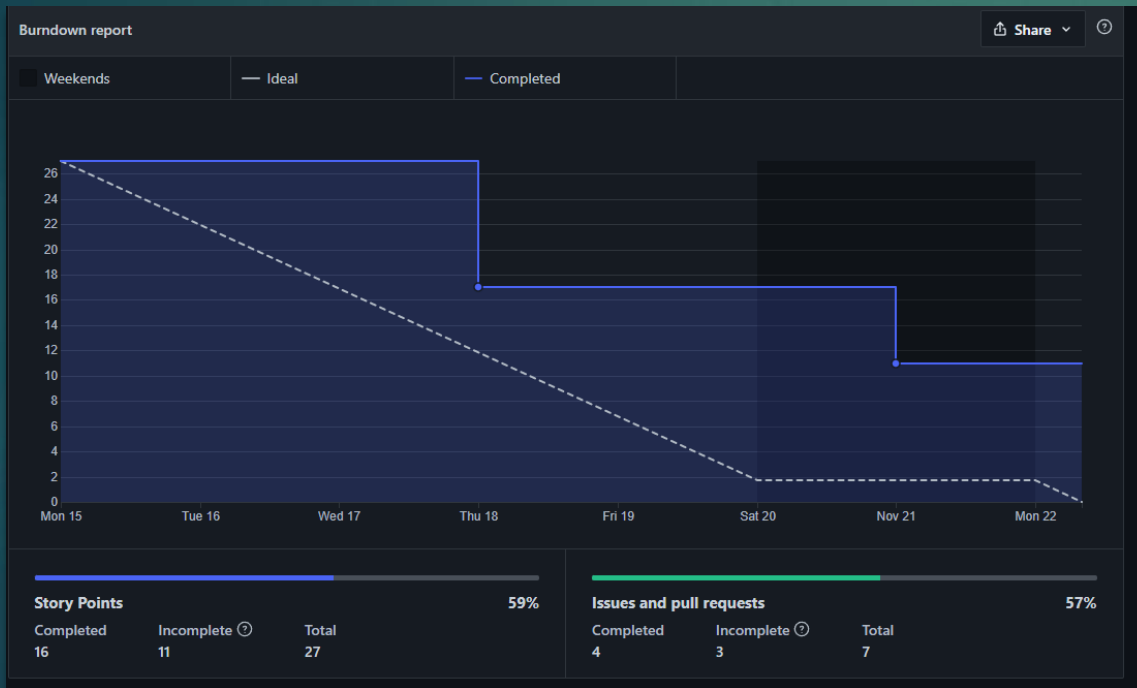 Burndown report
Share
Weekends
Ideal
Completed
26
24
22
20
18
16
14
12
10
8
6
4
2
0
Mon 15 Tue 16 Wed 17 Thu 18 Fri 19 Sat 20 Nov 21 Mon 22
Story Points 59%
Completed Incomplete ? Total
16 11 27
Issues and pull requests 57%
Completed Incomplete ? Total
4 3 7